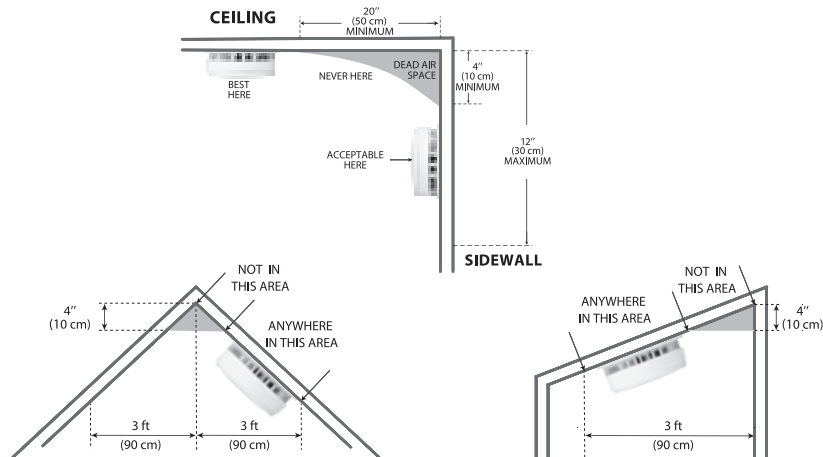 CEILING
20”
(50 cm)
MINIMUM
DEAD AIR
SPACE
NEVER HERE
BEST
HERE
4”
(10 cm)
MINIMUM
ACCEPTABLE
HERE
12”
(30 cm)
MAXIMUM
SIDEWALL
NOT IN
THIS AREA
4”
(10 cm)
ANYWHERE
IN THIS AREA
3 ft
(90 cm)
3 ft
(90 cm)
NOT IN
THIS AREA
ANYWHERE
IN THIS AREA
4”
(10 cm)
3 ft
(90 cm)